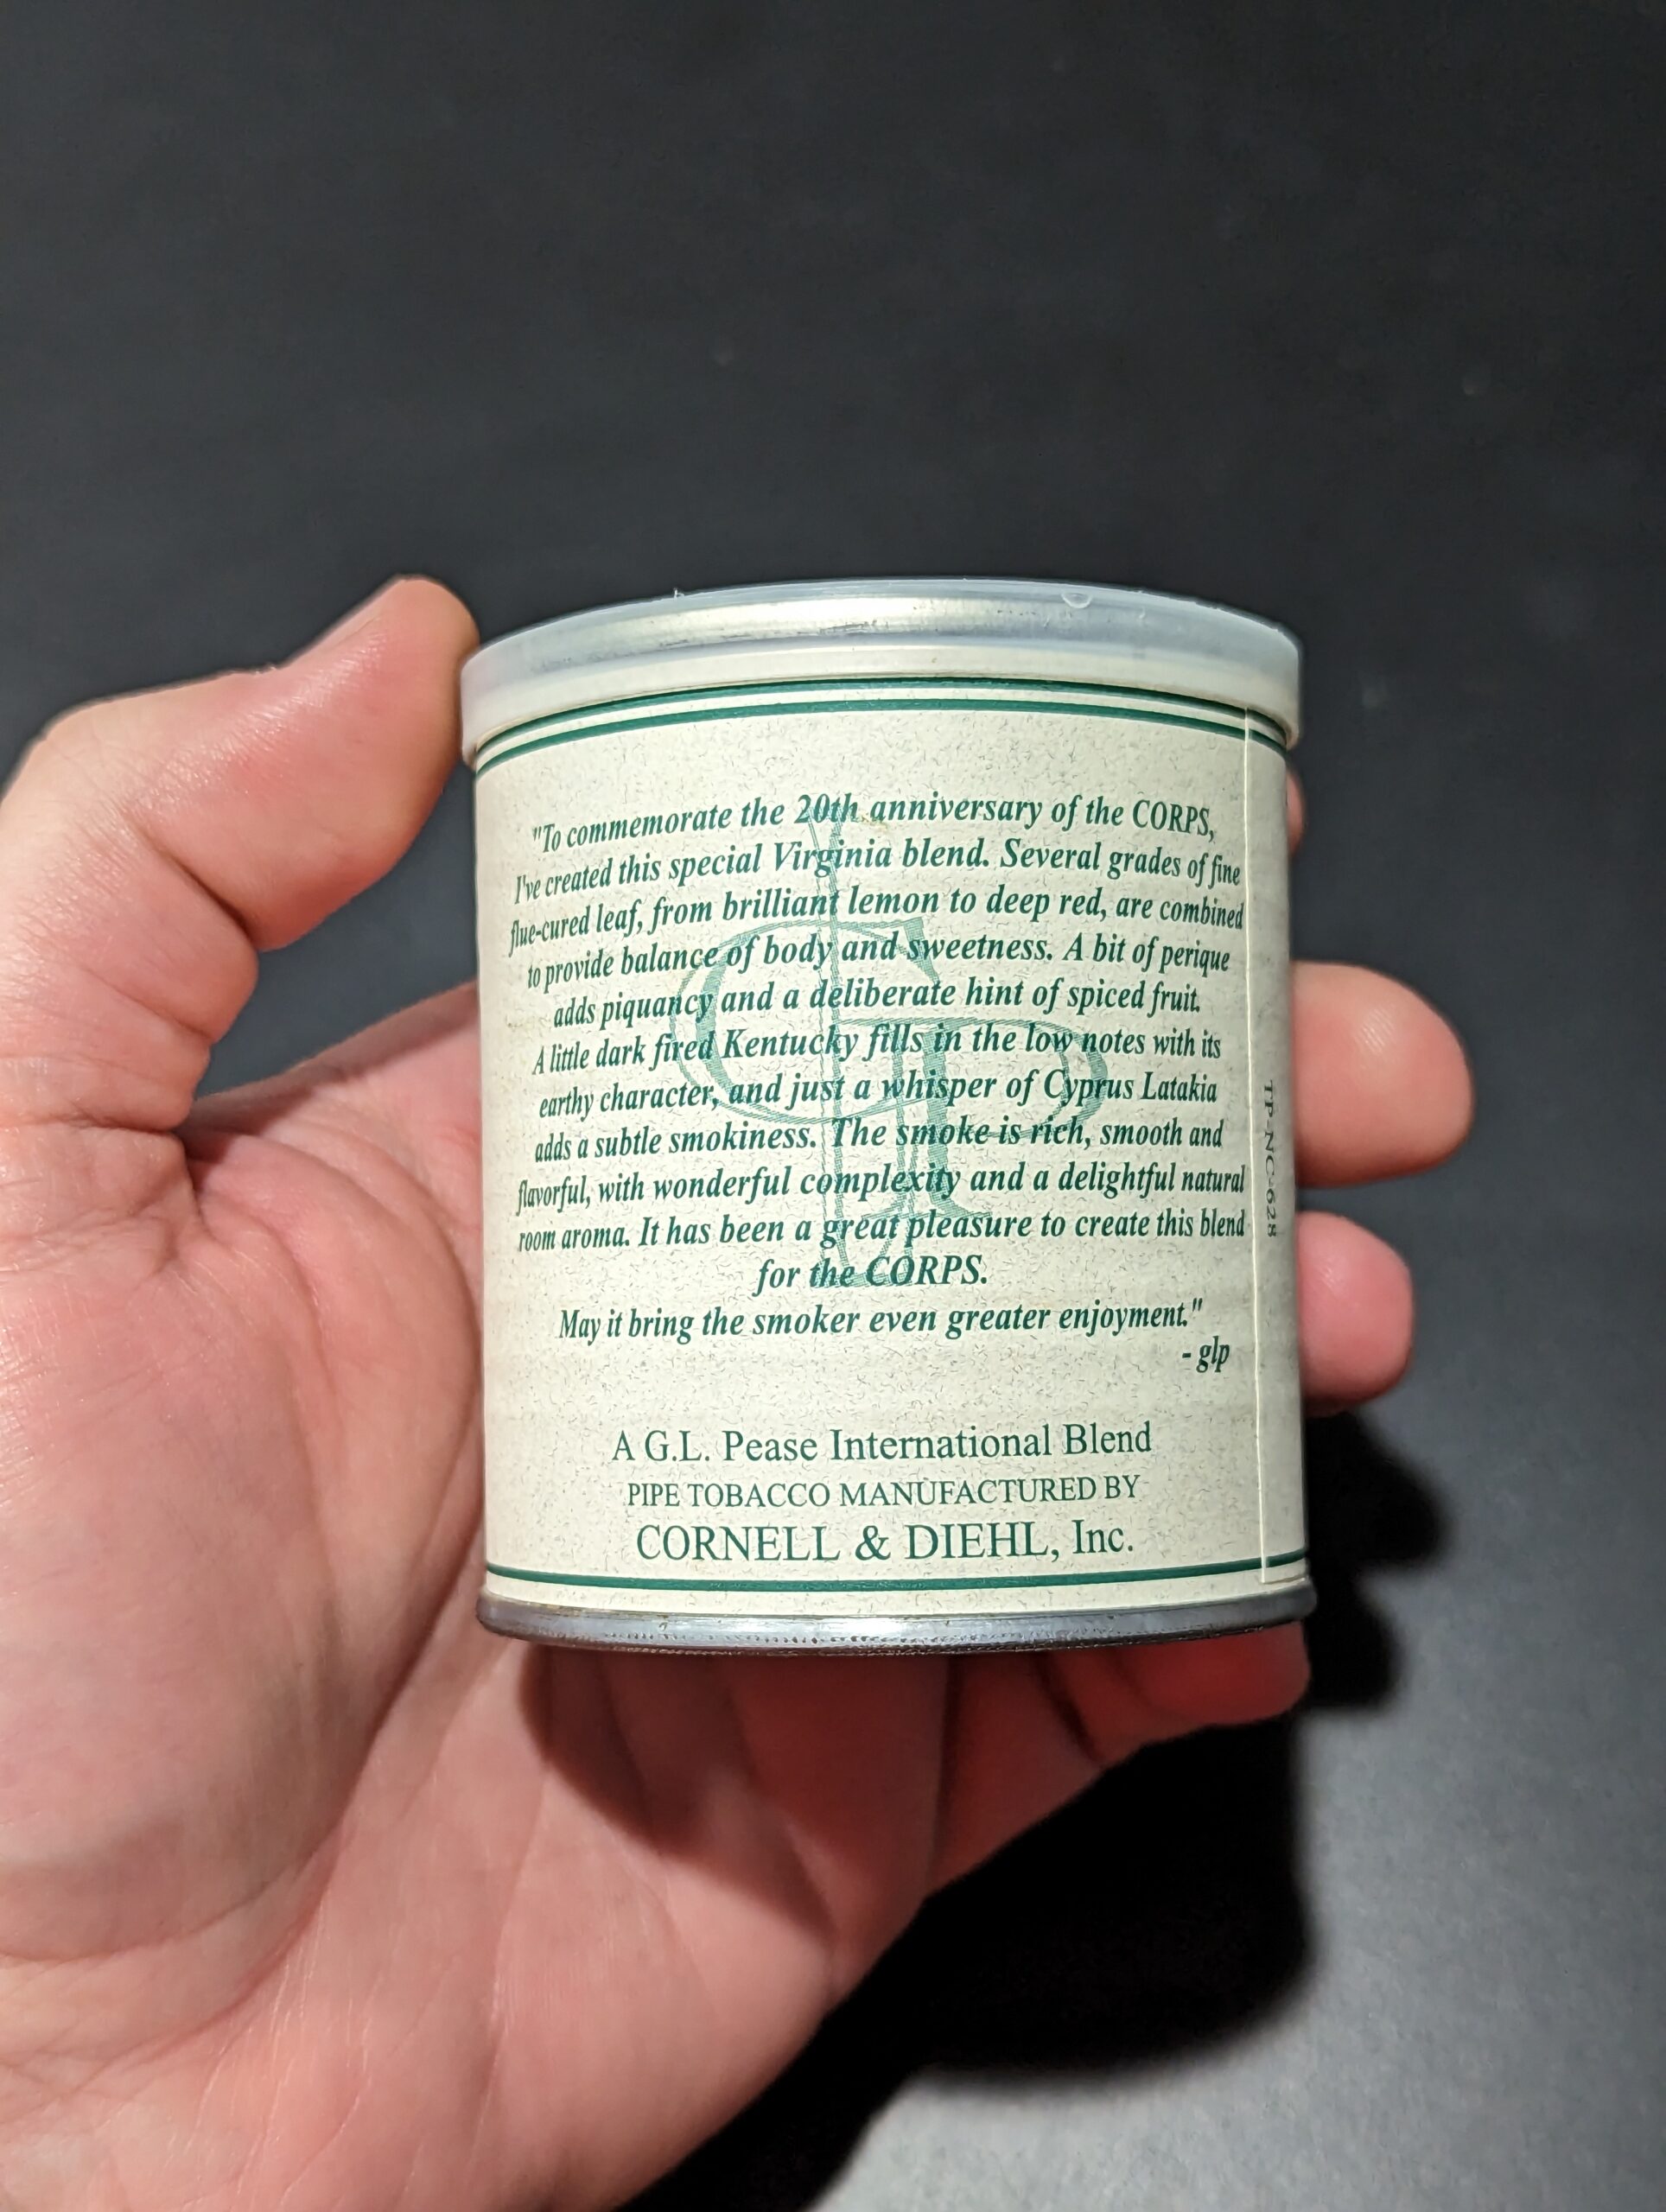 "To commemorate the 20th anniversary of the CORPS,
I've created this special Virginia blend. Several grades of fine
flue-cured leaf, from brilliant lemon to deep red, are combined
to provide balance of body and sweetness. A bit of perique
adds piquancy and a deliberate hint of spiced fruit.
A little dark fired Kentucky fills in the low notes with its
earthy character, and just a whisper of Cyprus Latakia
adds a subtle smokiness. The smoke is rich, smooth and
flavorful, with wonderful complexity and a delightful natural
room aroma. It has been a great pleasure to create this blend
for the CORPS.
May it bring the smoker even greater enjoyment."
- glp
A G.L. Pease International Blend
PIPE TOBACCO MANUFACTURED BY
CORNELL & DIEHL, Inc.
TP-NC-628